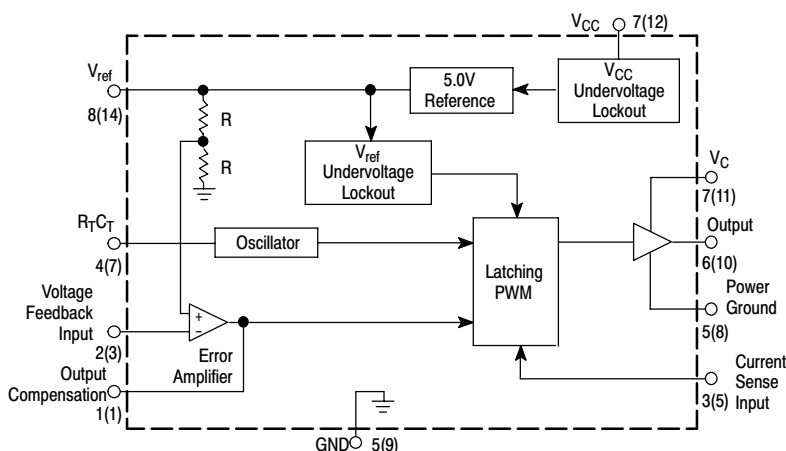 VCC 7(12)
Vref
8(14)
5.0V
Reference
VCC
Undervoltage
Lockout
R
R
Vref
Undervoltage
Lockout
VC
7(11)
RTCT
4(7)
Oscillator
Latching
PWM
Output
6(10)
Voltage
Feedback
Input
2(3)
+
−
Error
Amplifier
Power
Ground
5(8)
Output
Compensation
1(1)
Current
Sense
Input
3(5)
GND 5(9)